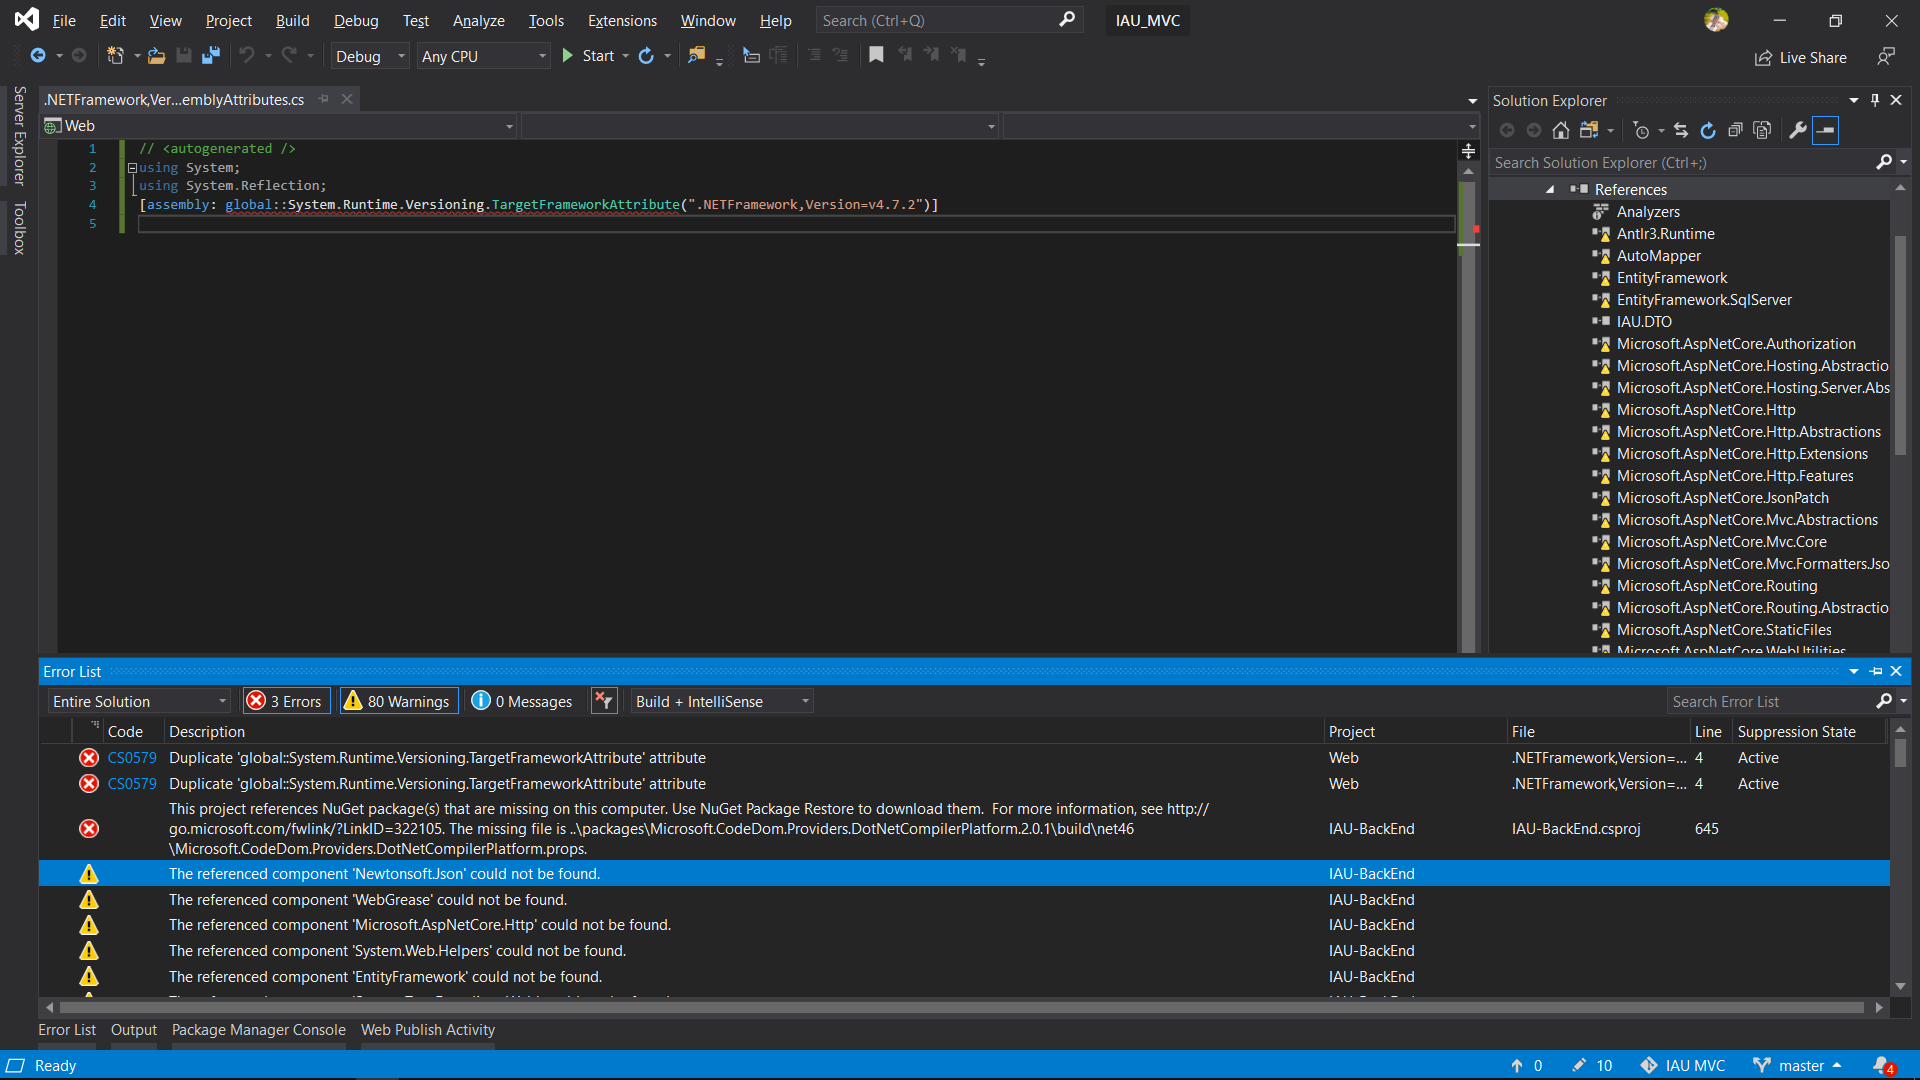 File Edit View Project Build Debug Test Analyze Tools Extensions Window Help Search (Ctrl+Q) IAU_MVC
Debug Any CPU Start Live Share
Server Explorer
Toolbox
.NETFramework,Ver...emblyAttributes.cs
Web
1 // <autogenerated />
2 using System;
3 using System.Reflection;
4 [assembly: global::System.Runtime.Versioning.TargetFrameworkAttribute(".NETFramework,Version=v4.7.2")]
5
Solution Explorer
Search Solution Explorer (Ctrl+;)
References
Analyzers
Antlr3.Runtime
AutoMapper
EntityFramework
EntityFramework.SqlServer
IAU.DTO
Microsoft.AspNetCore.Authorization
Microsoft.AspNetCore.Hosting.Abstractio
Microsoft.AspNetCore.Hosting.Server.Abs
Microsoft.AspNetCore.Http
Microsoft.AspNetCore.Http.Abstractions
Microsoft.AspNetCore.Http.Extensions
Microsoft.AspNetCore.Http.Features
Microsoft.AspNetCore.JsonPatch
Microsoft.AspNetCore.Mvc.Abstractions
Microsoft.AspNetCore.Mvc.Core
Microsoft.AspNetCore.Mvc.Formatters.Jso
Microsoft.AspNetCore.Routing
Microsoft.AspNetCore.Routing.Abstractio
Microsoft.AspNetCore.StaticFiles
Microsoft.AspNetCore.WebUtilities
Error List
Entire Solution 3 Errors 80 Warnings 0 Messages Build + IntelliSense Search Error List
Code Description Project File Line Suppression State
CS0579 Duplicate 'global::System.Runtime.Versioning.TargetFrameworkAttribute' attribute Web .NETFramework,Version=... 4 Active
CS0579 Duplicate 'global::System.Runtime.Versioning.TargetFrameworkAttribute' attribute Web .NETFramework,Version=... 4 Active
This project references NuGet package(s) that are missing on this computer. Use NuGet Package Restore to download them.  For more information, see http://
go.microsoft.com/fwlink/?LinkID=322105. The missing file is ..\packages\Microsoft.CodeDom.Providers.DotNetCompilerPlatform.2.0.1\build\net46 IAU-BackEnd IAU-BackEnd.csproj 645
\Microsoft.CodeDom.Providers.DotNetCompilerPlatform.props.
The referenced component 'Newtonsoft.Json' could not be found. IAU-BackEnd
The referenced component 'WebGrease' could not be found. IAU-BackEnd
The referenced component 'Microsoft.AspNetCore.Http' could not be found. IAU-BackEnd
The referenced component 'System.Web.Helpers' could not be found. IAU-BackEnd
The referenced component 'EntityFramework' could not be found. IAU-BackEnd
Error List Output Package Manager Console Web Publish Activity
Ready 0 10 IAU MVC master 4